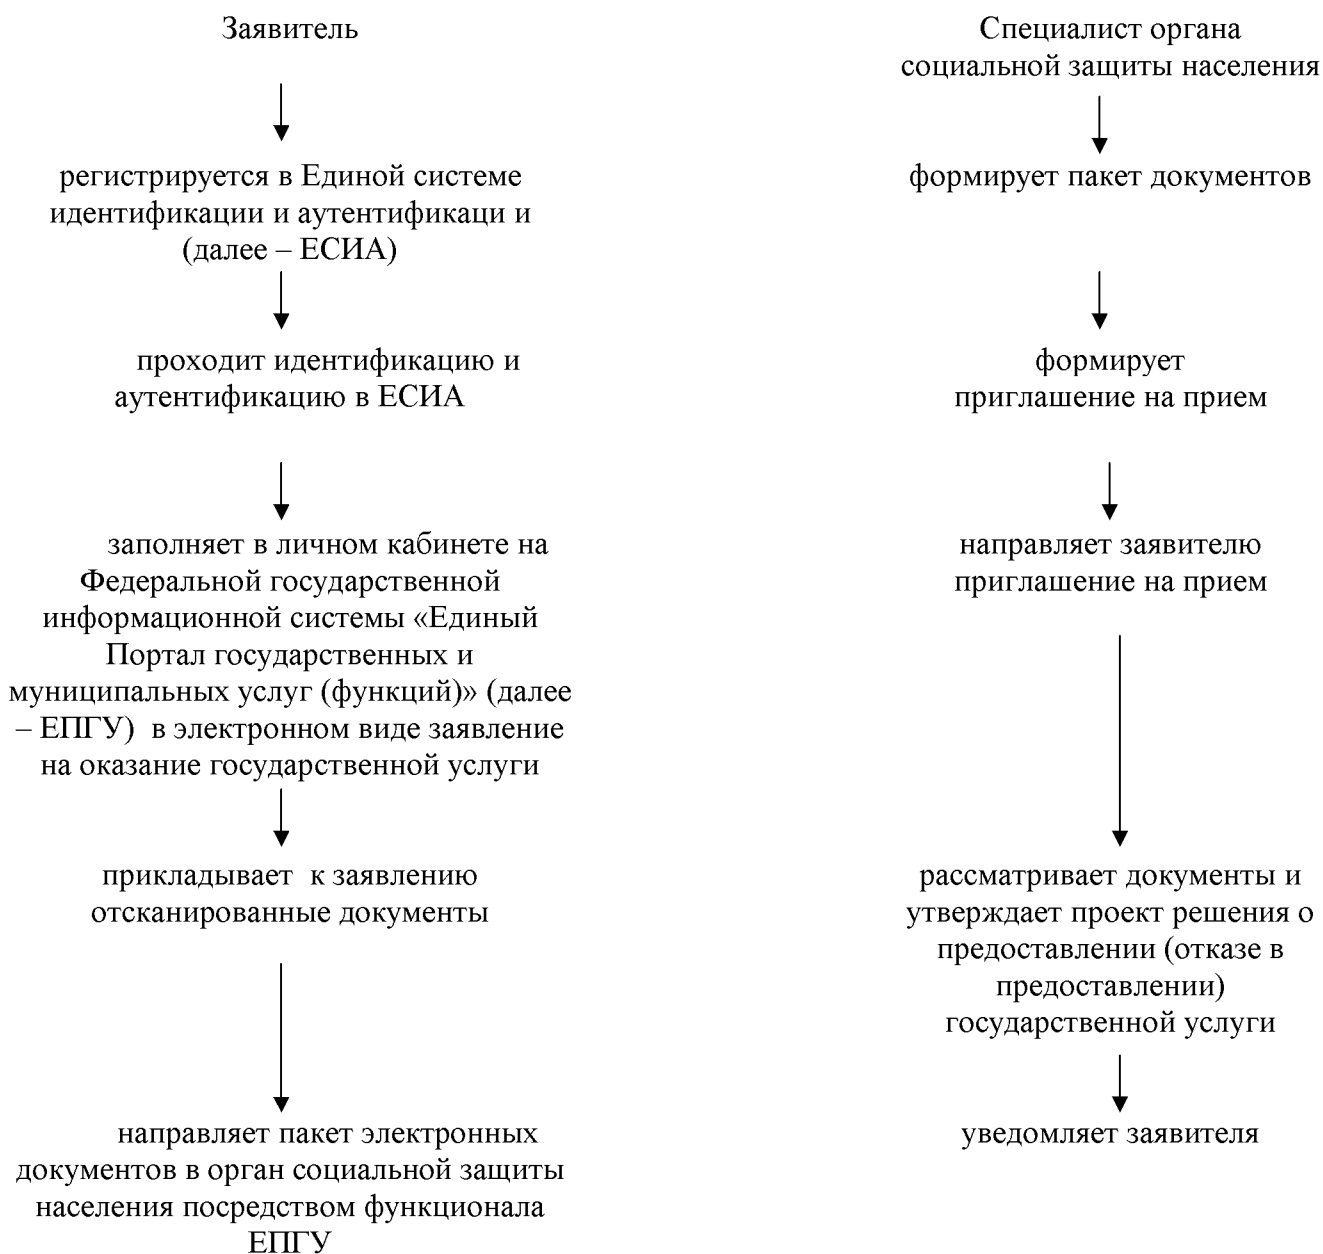 Заявитель
регистрируется в Единой системе
идентификации и аутентификаци и
(далее – ЕСИА)
проходит идентификацию и
аутентификацию в ЕСИА
заполняет в личном кабинете на
Федеральной государственной
информационной системы «Единый
Портал государственных и
муниципальных услуг (функций)» (далее
– ЕПГУ)  в электронном виде заявление
на оказание государственной услуги
прикладывает  к заявлению
отсканированные документы
направляет пакет электронных
документов в орган социальной защиты
населения посредством функционала
ЕПГУ
Специалист органа
социальной защиты населения
формирует пакет документов
формирует
приглашение на прием
направляет заявителю
приглашение на прием
рассматривает документы и
утверждает проект решения о
предоставлении (отказе в
предоставлении)
государственной услуги
уведомляет заявителя